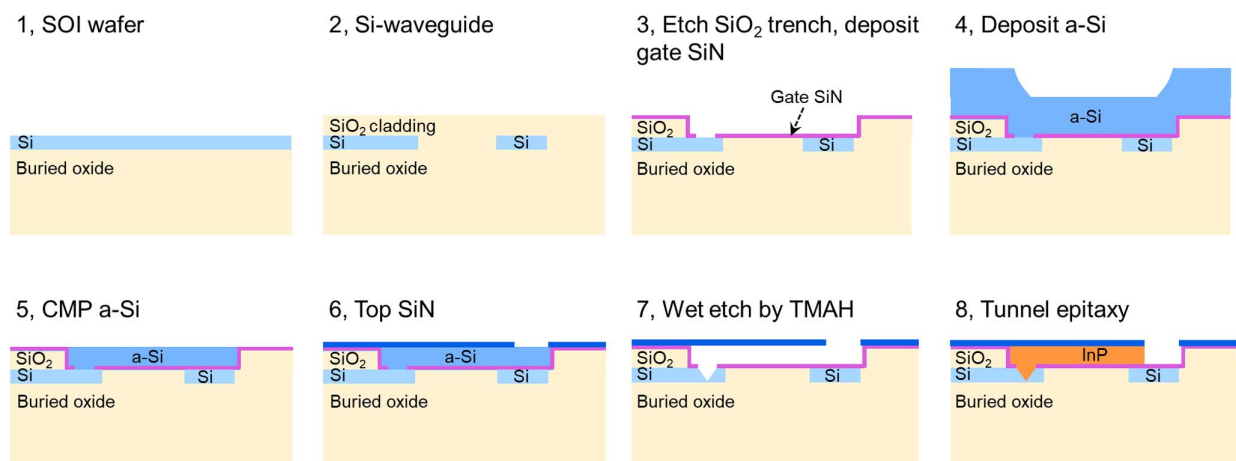 1, SOI wafer
Si
Buried oxide
2, Si-waveguide
SiO₂ cladding
Si Si
Buried oxide
3, Etch SiO₂ trench, deposit
gate SiN
Gate SiN
SiO₂
Si Si
Buried oxide
4, Deposit a-Si
a-Si
SiO₂
Si Si
Buried oxide
5, CMP a-Si
SiO₂ a-Si
Si Si
Buried oxide
6, Top SiN
SiO₂ a-Si
Si Si
Buried oxide
7, Wet etch by TMAH
SiO₂
Si Si
Buried oxide
8, Tunnel epitaxy
SiO₂ InP
Si Si
Buried oxide